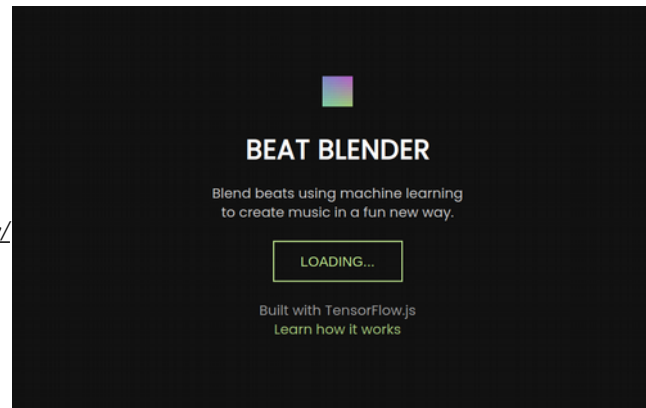 BEAT BLENDER
Blend beats using machine learning
to create music in a fun new way.
/
LOADING...
Built with TensorFlow.js
Learn how it works